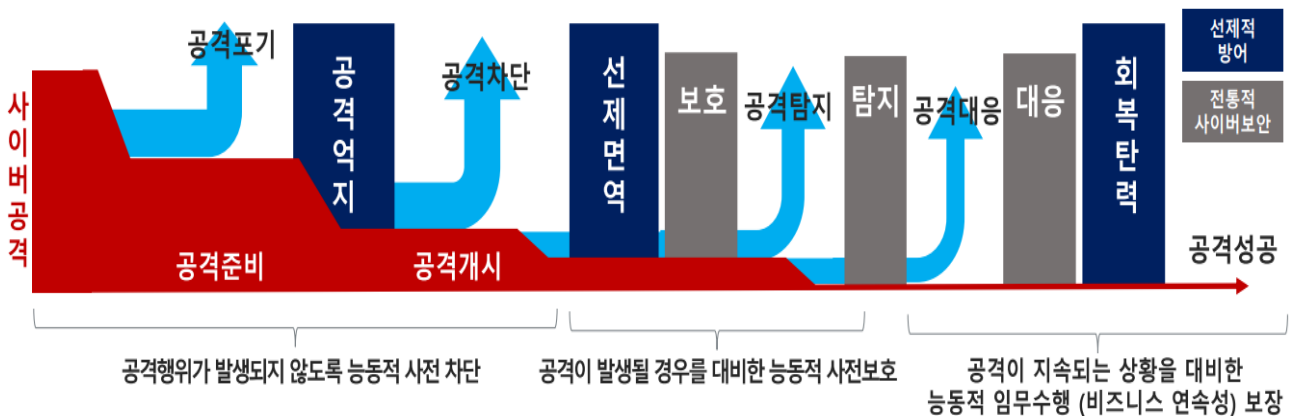 사이버공격
공격포기
공격억지
공격차단
선제면역
보호
공격탐지
탐지
공격대응
대응
회복탄력
선제적
방어
전통적
사이버보안
공격준비
공격개시
공격성공
공격행위가 발생되지 않도록 능동적 사전 차단
공격이 발생될 경우를 대비한 능동적 사전보호
공격이 지속되는 상황을 대비한
능동적 임무수행 (비즈니스 연속성) 보장